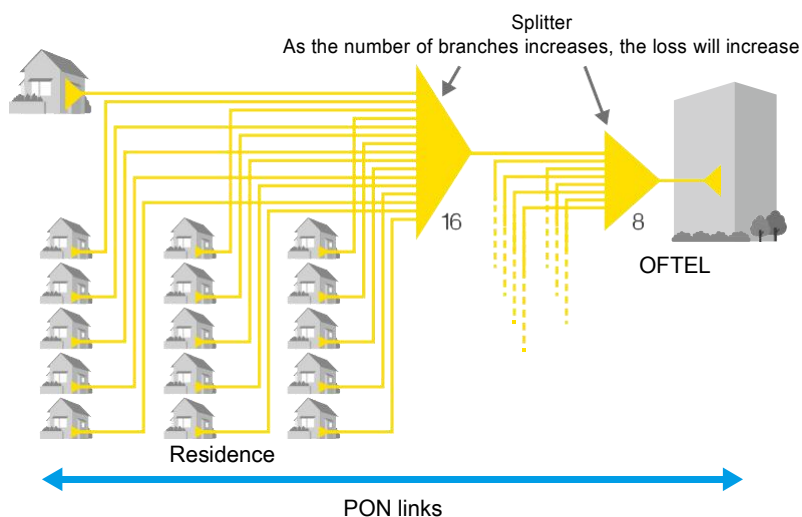 Splitter
As the number of branches increases, the loss will increase
16
8
OFTEL
Residence
PON links